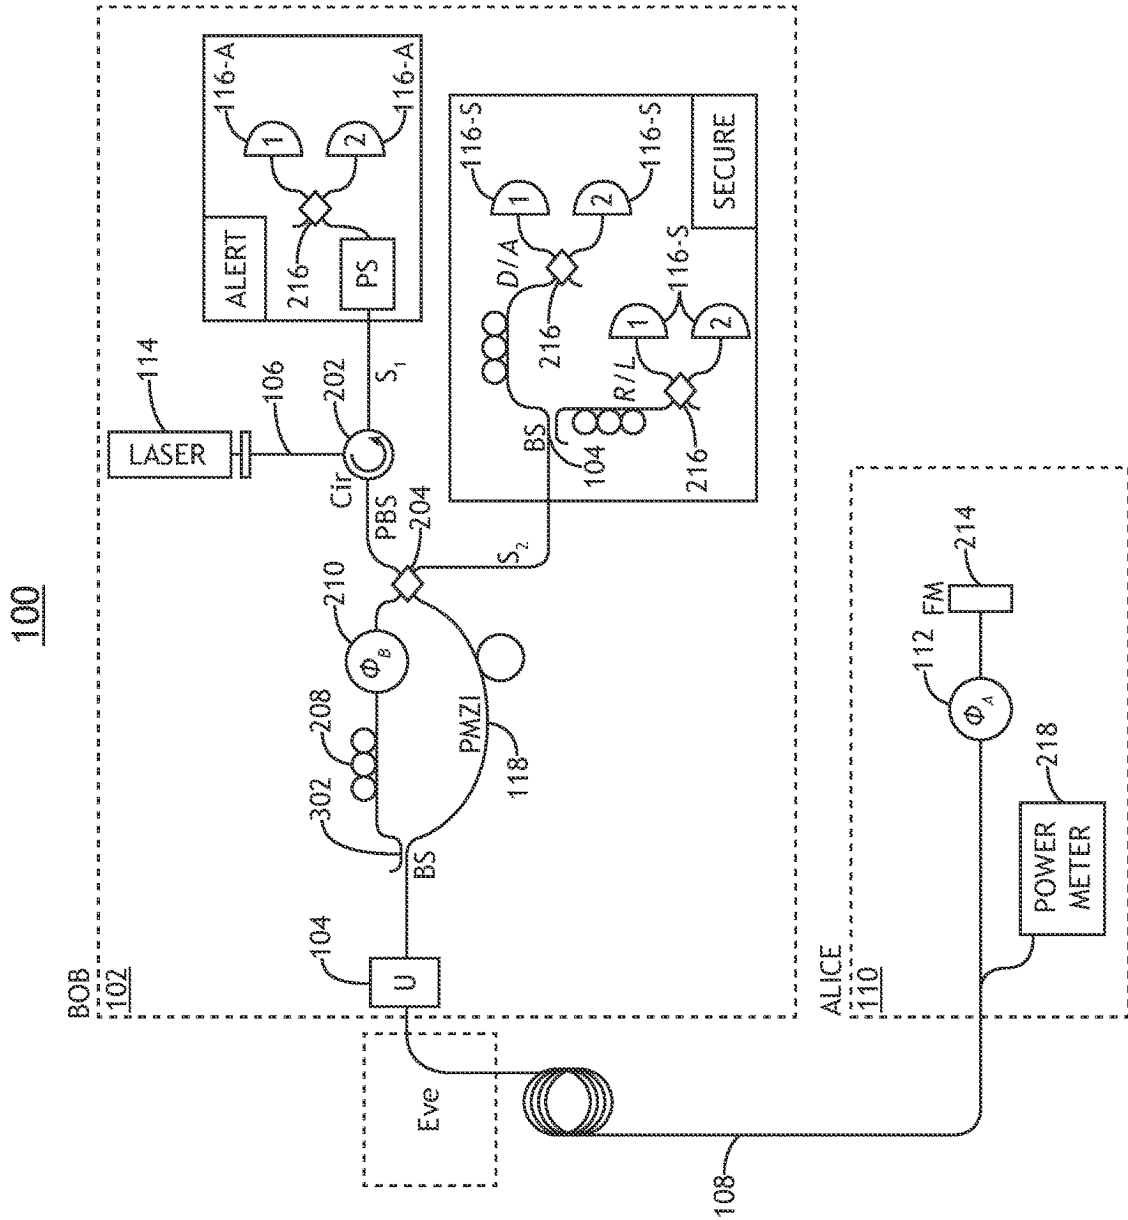 100
BOB
102
LASER
114
106
Cir
202
S1
ALERT
PS
216
1
2
116-A
116-A
PBS
204
S2
210
ΦB
208
302
BS
PMZI
118
104
U
BS
104
D/A
216
1
2
116-S
116-S
R/L
216
1
2
116-S
SECURE
Eve
108
ALICE
110
112
ΦA
FM
214
POWER
METER
218